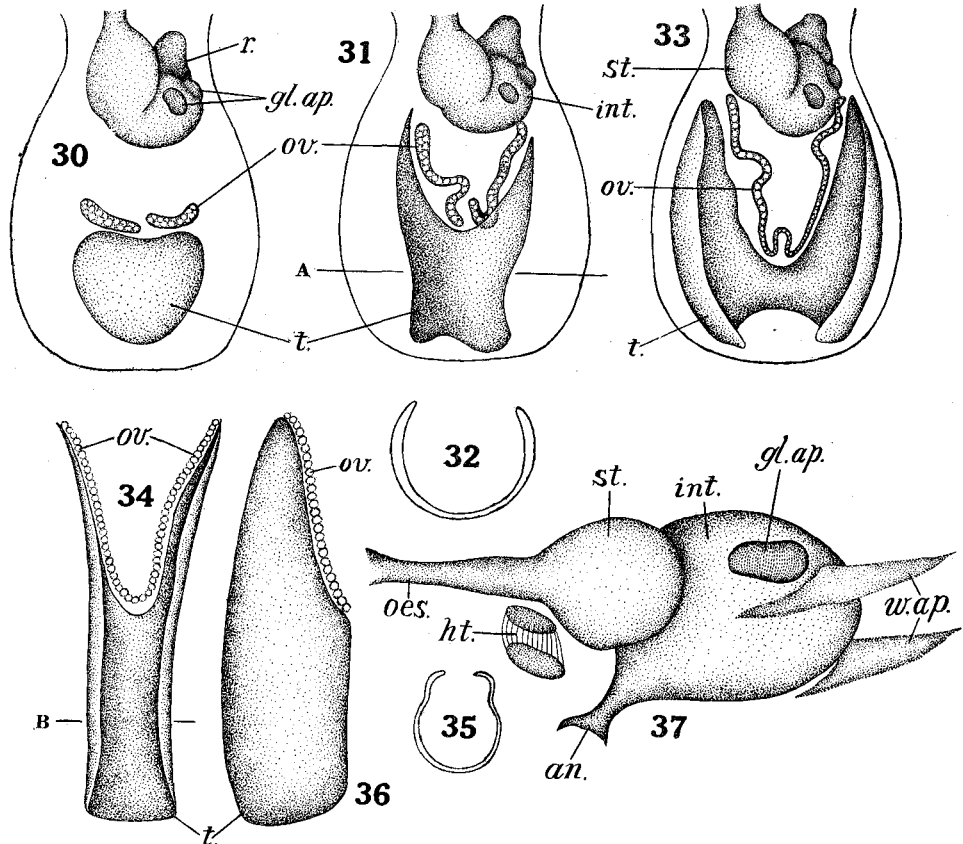 30
r.
gl.ap.
ov.
31
int.
A
t.
33
st.
ov.
t.
34
ov.
B
t.
ov.
36
32
35
st.
int.
gl.ap.
oes.
ht.
w.ap.
an.
37